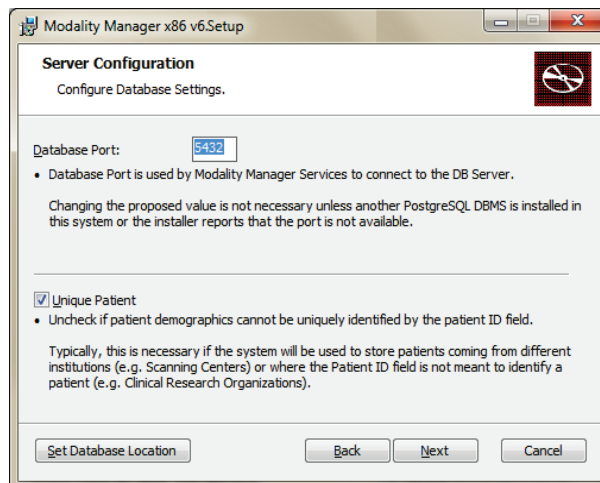 Modality Manager x86 v6.Setup
Server Configuration
Configure Database Settings.
Database Port: 5432
• Database Port is used by Modality Manager Services to connect to the DB Server.
Changing the proposed value is not necessary unless another PostgreSQL DBMS is installed in
this system or the installer reports that the port is not available.
Unique Patient
• Uncheck if patient demographics cannot be uniquely identified by the patient ID field.
Typically, this is necessary if the system will be used to store patients coming from different
institutions (e.g. Scanning Centers) or where the Patient ID field is not meant to identify a
patient (e.g. Clinical Research Organizations).
Set Database Location Back Next Cancel